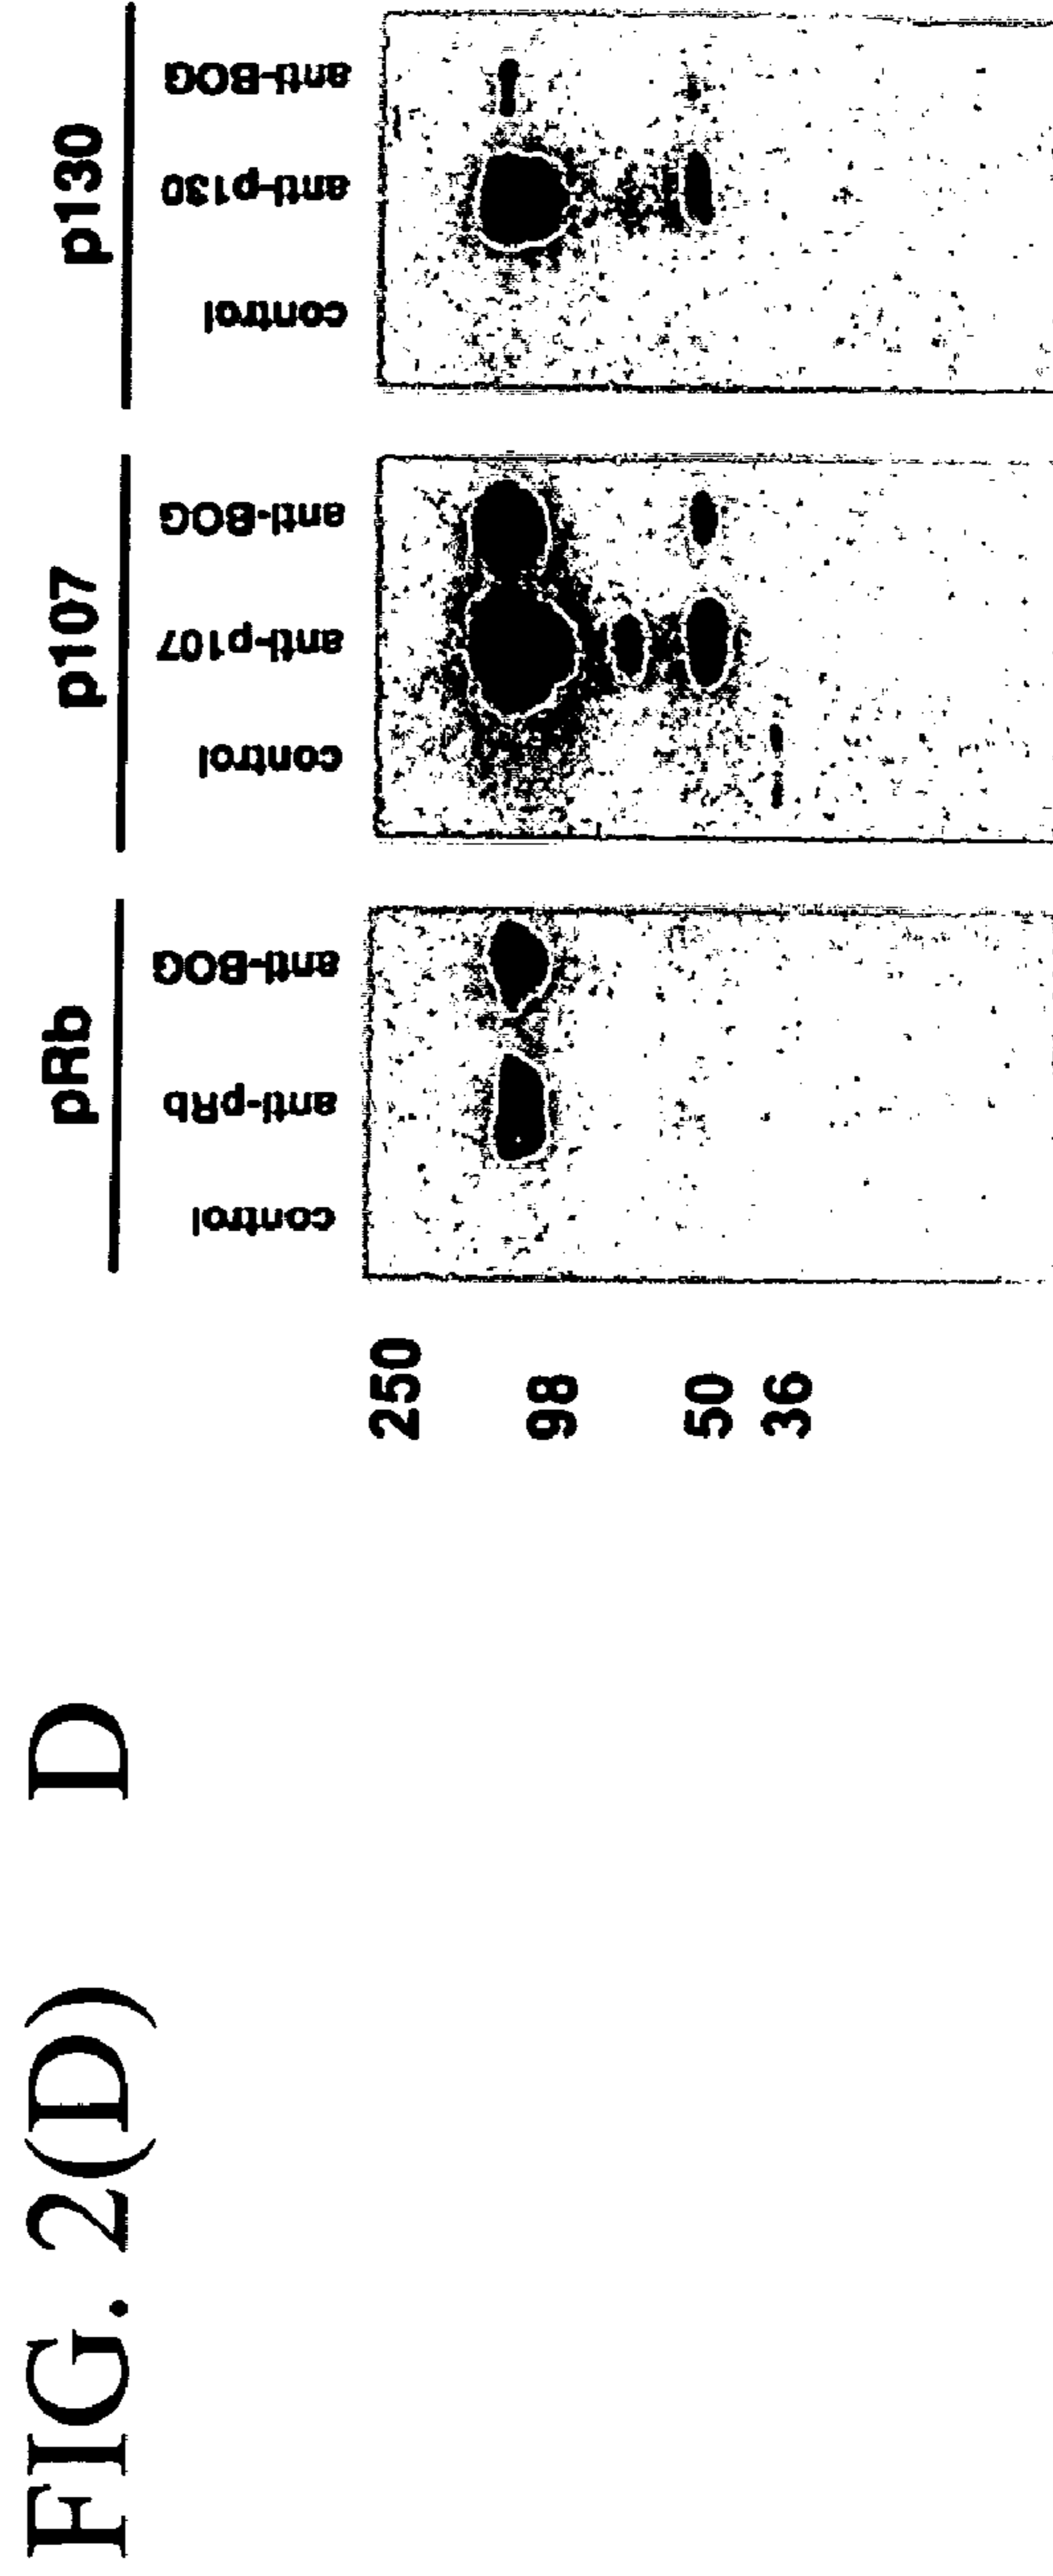 FIG. 2(D)
D
pRb
p107
p130
control
anti-pRb
anti-BOG
control
anti-p107
anti-BOG
control
anti-p130
anti-BOG
250
98
50
36